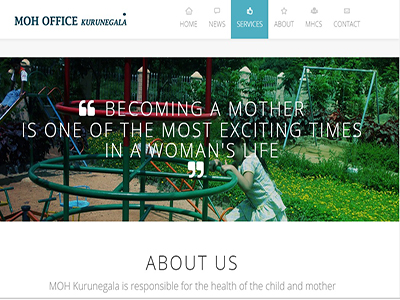 MOH OFFICE KURUNEGALA
HOME NEWS SERVICES ABOUT MHCS CONTACT
“ BECOMING A MOTHER
IS ONE OF THE MOST EXCITING TIMES
IN A WOMAN'S LIFE
”
ABOUT US
MOH Kurunegala is responsible for the health of the child and mother